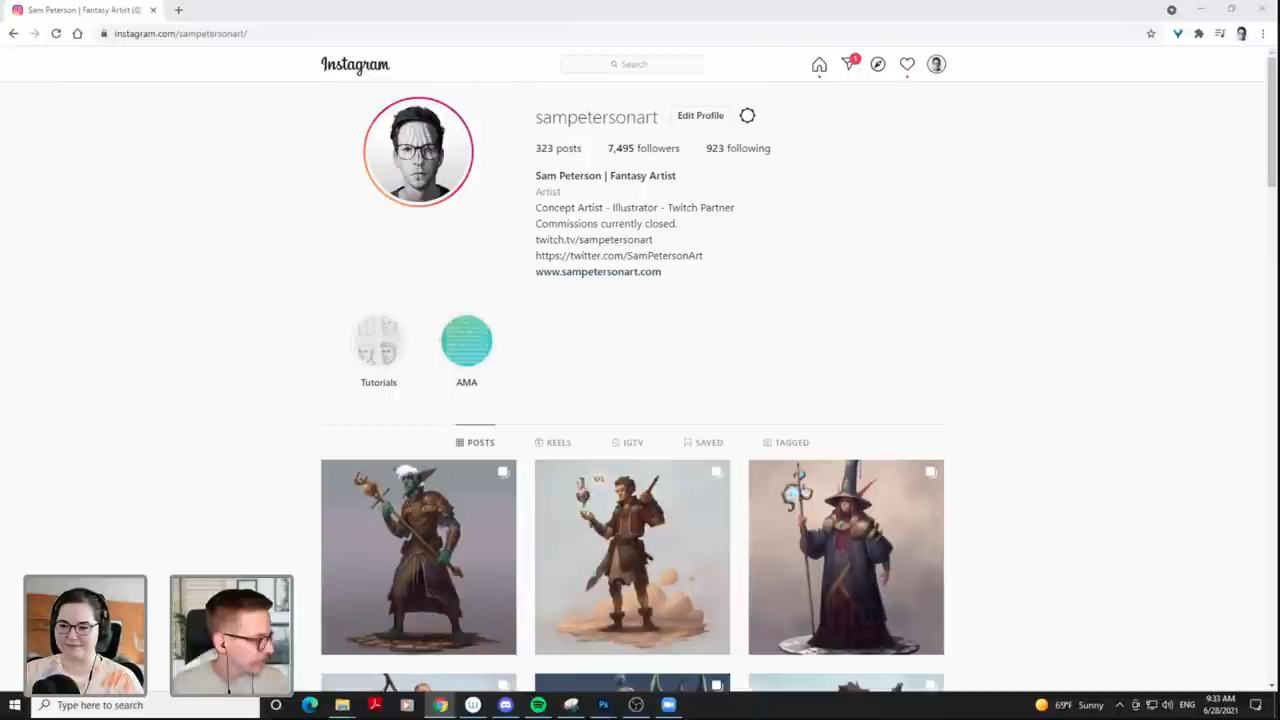 Sam Peterson | Fantasy Artist (@
instagram.com/sampetersonart/
Instagram
Search
1
sampetersonart
Edit Profile
323 posts
7,495 followers
923 following
Sam Peterson | Fantasy Artist
Artist
Concept Artist - Illustrator - Twitch Partner
Commissions currently closed.
twitch.tv/sampetersonart
https://twitter.com/SamPetersonArt
www.sampetersonart.com
Tutorials
AMA
POSTS
REELS
IGTV
SAVED
TAGGED
Type here to search
Ps
69°F Sunny
ENG
9:33 AM
6/28/2021